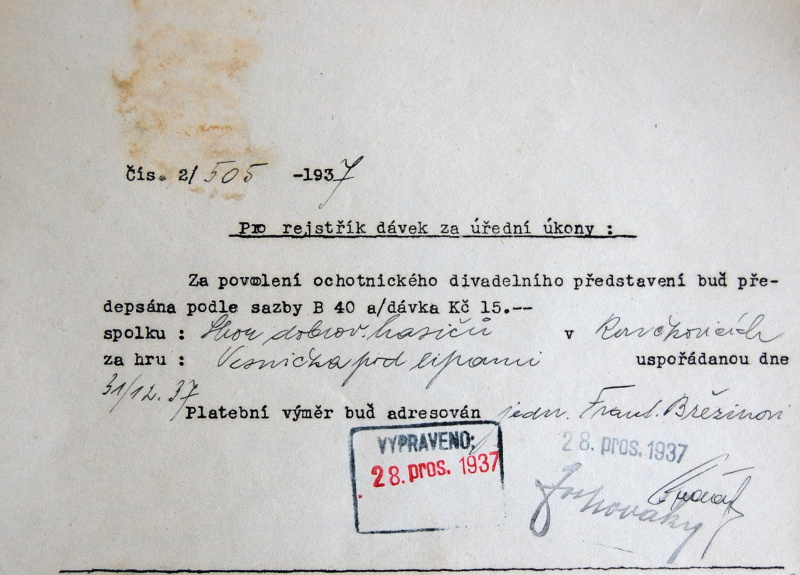 čís. 2/505 -1937
Pro rejstřík dávek za úřední úkony :
Za povolení ochotnického divadelního představení buď pře-
depsána podle sazby B 40 a/dávka Kč 15.--
spolku : Sbor dobrov. hasičů v
za hru : Vesnička pod lipami uspořádanou dne
31/12. 37 Platební výměr buď adresován jedn. Frant. Březinovi
VYPRAVENO:
28. pros. 1937
28. pros. 1937